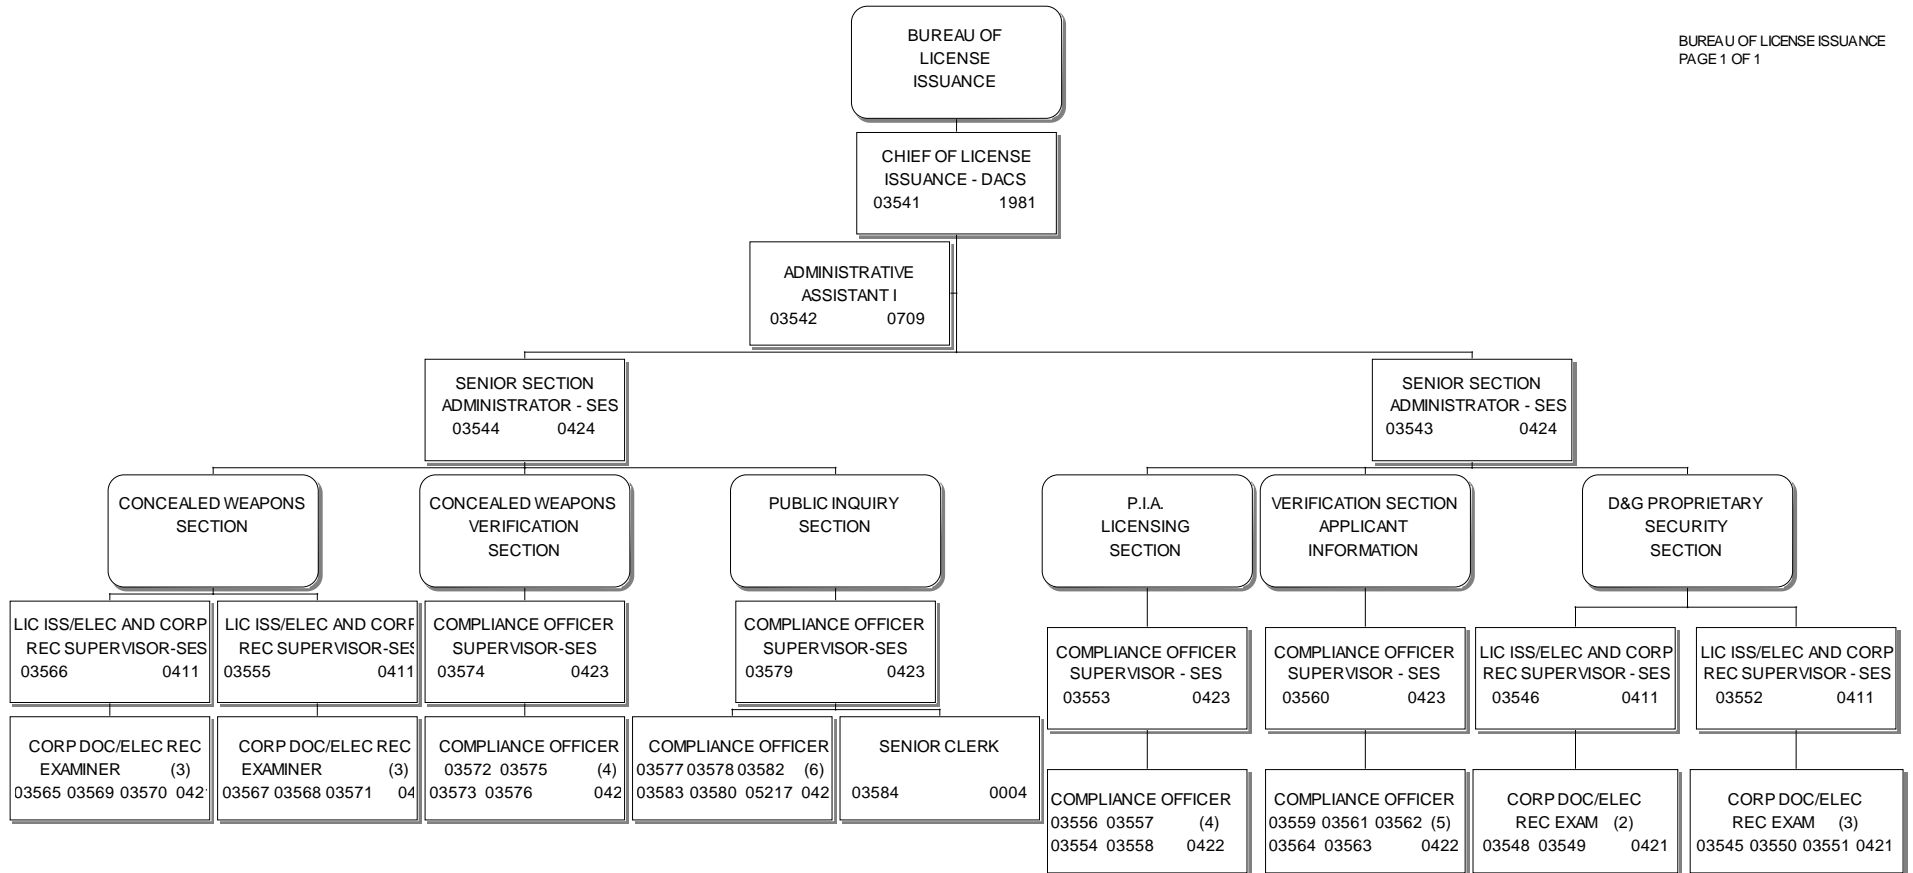 BUREAU OF LICENSE ISSUANCE
PAGE 1 OF 1
BUREAU OF
LICENSE
ISSUANCE
CHIEF OF LICENSE
ISSUANCE - DACS
03541 1981
ADMINISTRATIVE
ASSISTANT I
03542 0709
SENIOR SECTION
ADMINISTRATOR - SES
03544 0424
SENIOR SECTION
ADMINISTRATOR - SES
03543 0424
CONCEALED WEAPONS
SECTION
CONCEALED WEAPONS
VERIFICATION
SECTION
PUBLIC INQUIRY
SECTION
P.I.A.
LICENSING
SECTION
VERIFICATION SECTION
APPLICANT
INFORMATION
D&G PROPRIETARY
SECURITY
SECTION
LIC ISS/ELEC AND CORP
REC SUPERVISOR-SES
03566 0411
LIC ISS/ELEC AND CORP
REC SUPERVISOR-SES
03555 0411
COMPLIANCE OFFICER
SUPERVISOR-SES
03574 0423
COMPLIANCE OFFICER
SUPERVISOR-SES
03579 0423
COMPLIANCE OFFICER
SUPERVISOR - SES
03553 0423
COMPLIANCE OFFICER
SUPERVISOR - SES
03560 0423
LIC ISS/ELEC AND CORP
REC SUPERVISOR - SES
03546 0411
LIC ISS/ELEC AND CORP
REC SUPERVISOR - SES
03552 0411
CORP DOC/ELEC REC
EXAMINER (3)
03565 03569 03570 042
CORP DOC/ELEC REC
EXAMINER (3)
03567 03568 03571 04
COMPLIANCE OFFICER
03572 03575 (4)
03573 03576 042
COMPLIANCE OFFICER
03577 03578 03582 (6)
03583 03580 05217 042
SENIOR CLERK
03584 0004
COMPLIANCE OFFICER
03556 03557 (4)
03554 03558 0422
COMPLIANCE OFFICER
03559 03561 03562 (5)
03564 03563 0422
CORP DOC/ELEC
REC EXAM (2)
03548 03549 0421
CORP DOC/ELEC
REC EXAM (3)
03545 03550 03551 0421